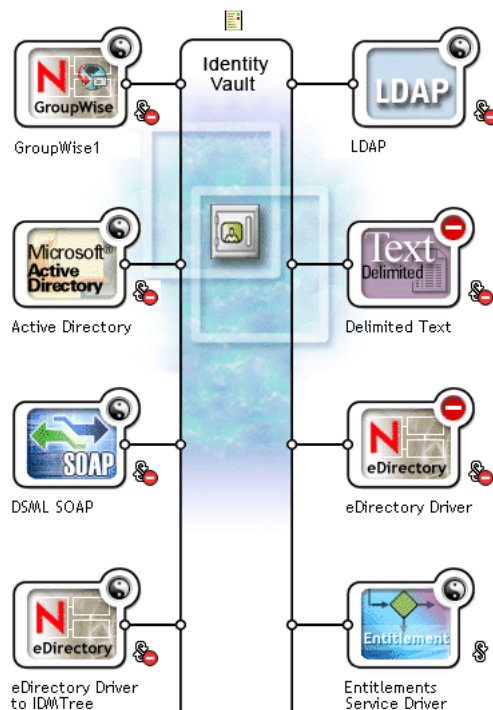 Identity
Vault
N
GroupWise
GroupWise1
LDAP
LDAP
Microsoft®
Active
Directory
Active Directory
Text
Delimited
Delimited Text
SOAP
DSML SOAP
N
eDirectory
eDirectory Driver
N
eDirectory
eDirectory Driver
to IDMTree
Entitlement
Entitlements
Service Driver